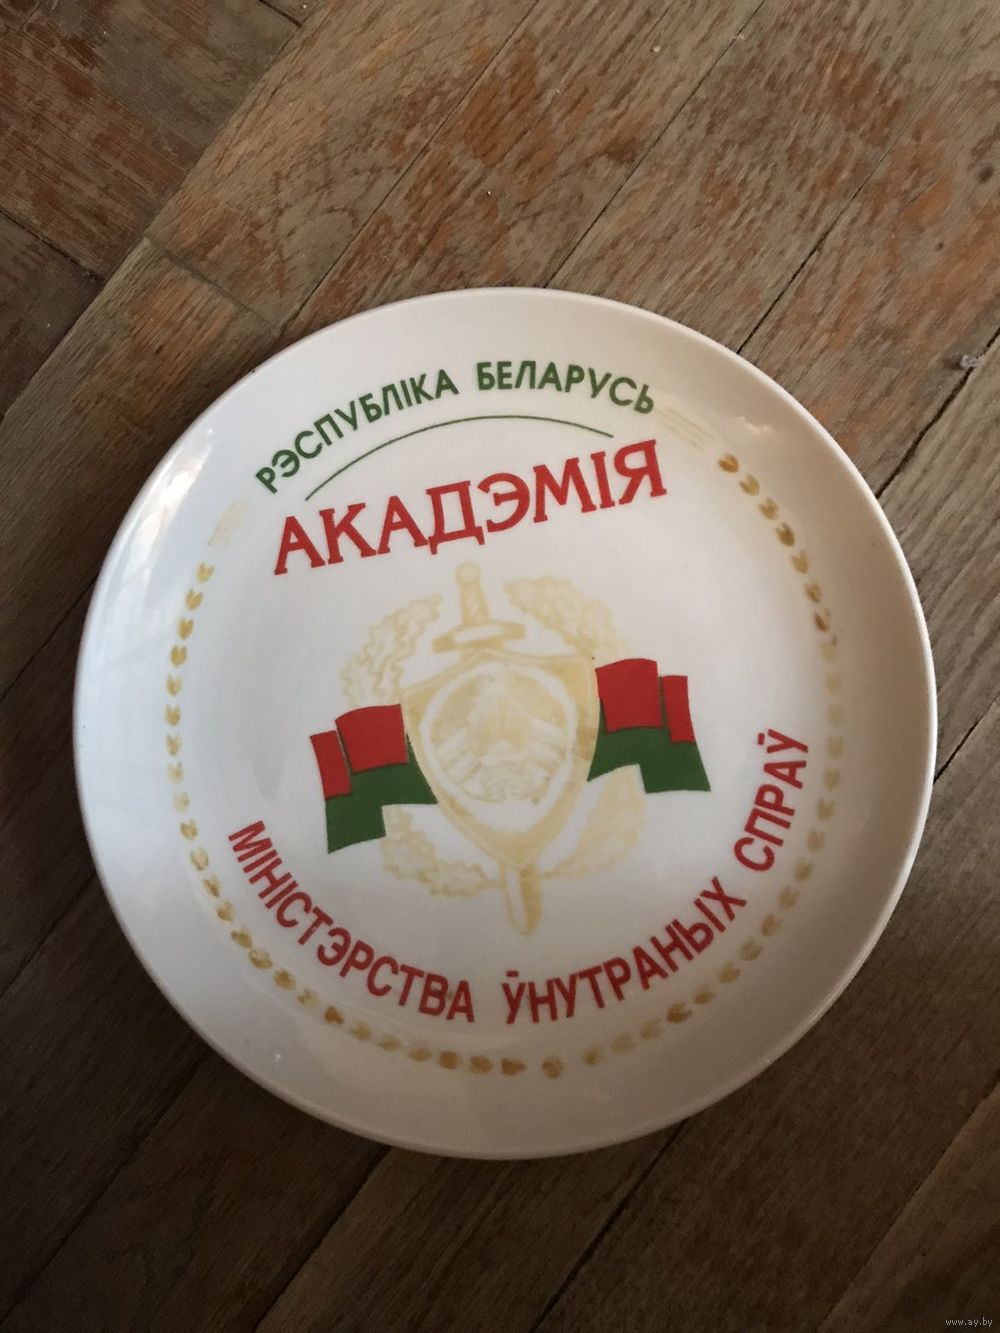 РЭСПУБЛІКА БЕЛАРУСЬ
АКАДЭМІЯ
МІНІСТЭРСТВА ЎНУТРАНЫХ СПРАЎ
www.ay.by